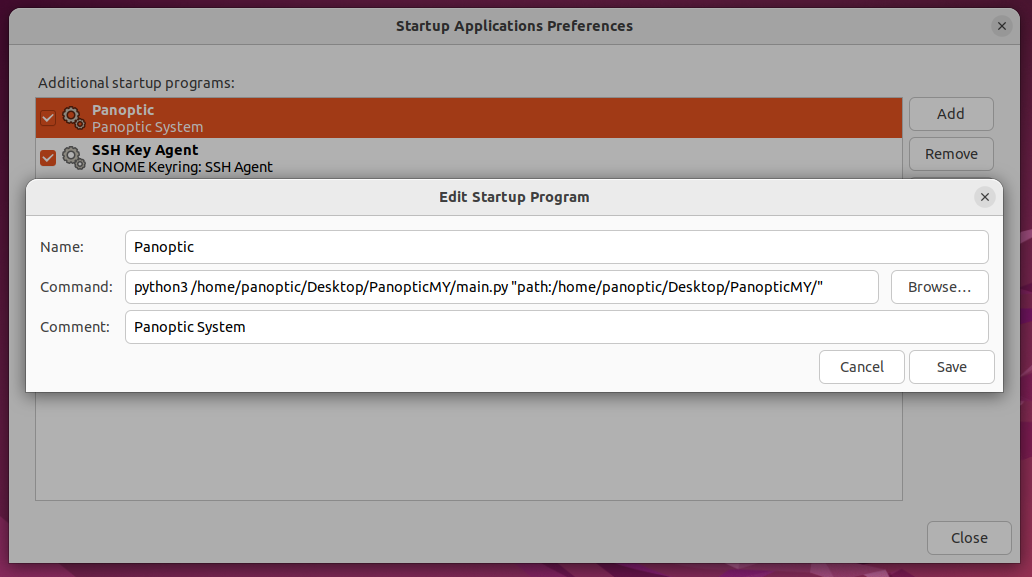 Startup Applications Preferences
Additional startup programs:
Panoptic
Panoptic System
Add
SSH Key Agent
GNOME Keyring: SSH Agent
Remove
Edit Startup Program
Name: Panoptic
Command: python3 /home/panoptic/Desktop/PanopticMY/main.py "path:/home/panoptic/Desktop/PanopticMY/" Browse...
Comment: Panoptic System
Cancel Save
Close